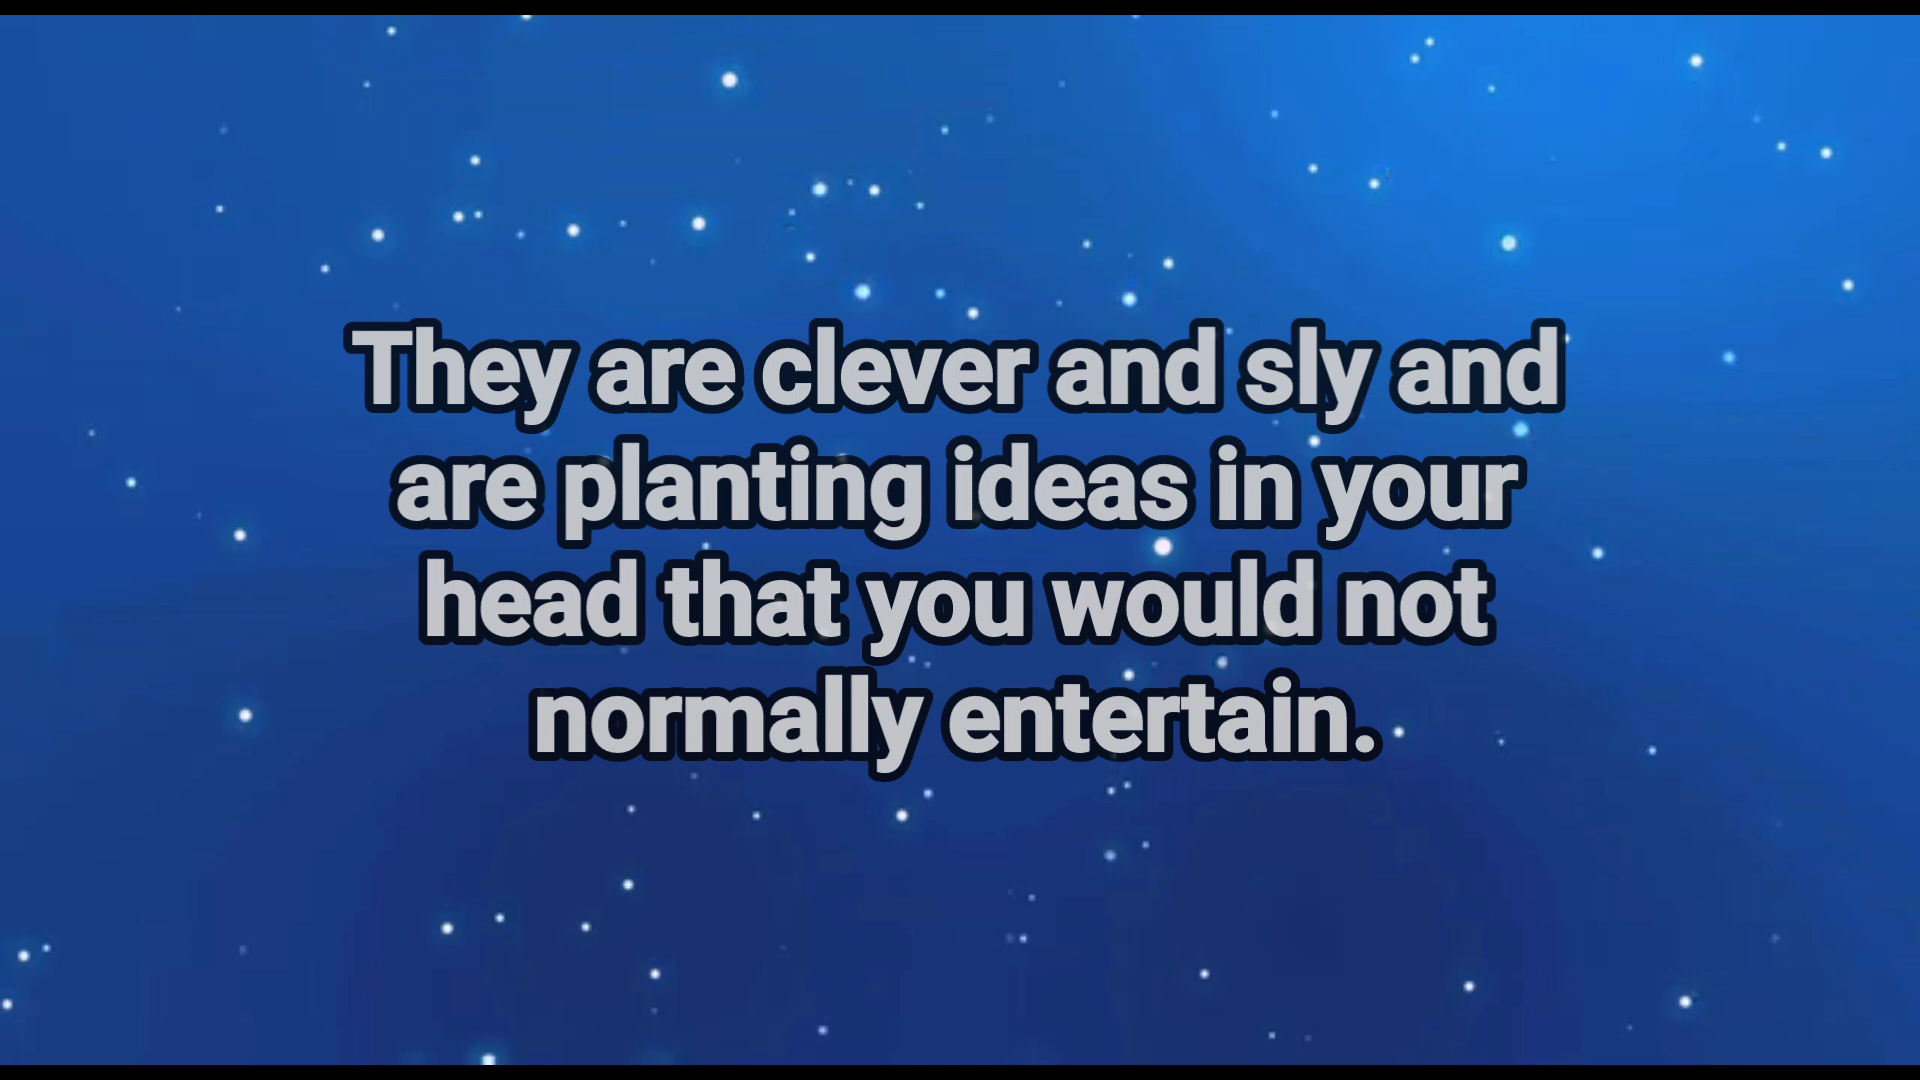 They are clever and sly and
are planting ideas in your
head that you would not
normally entertain.